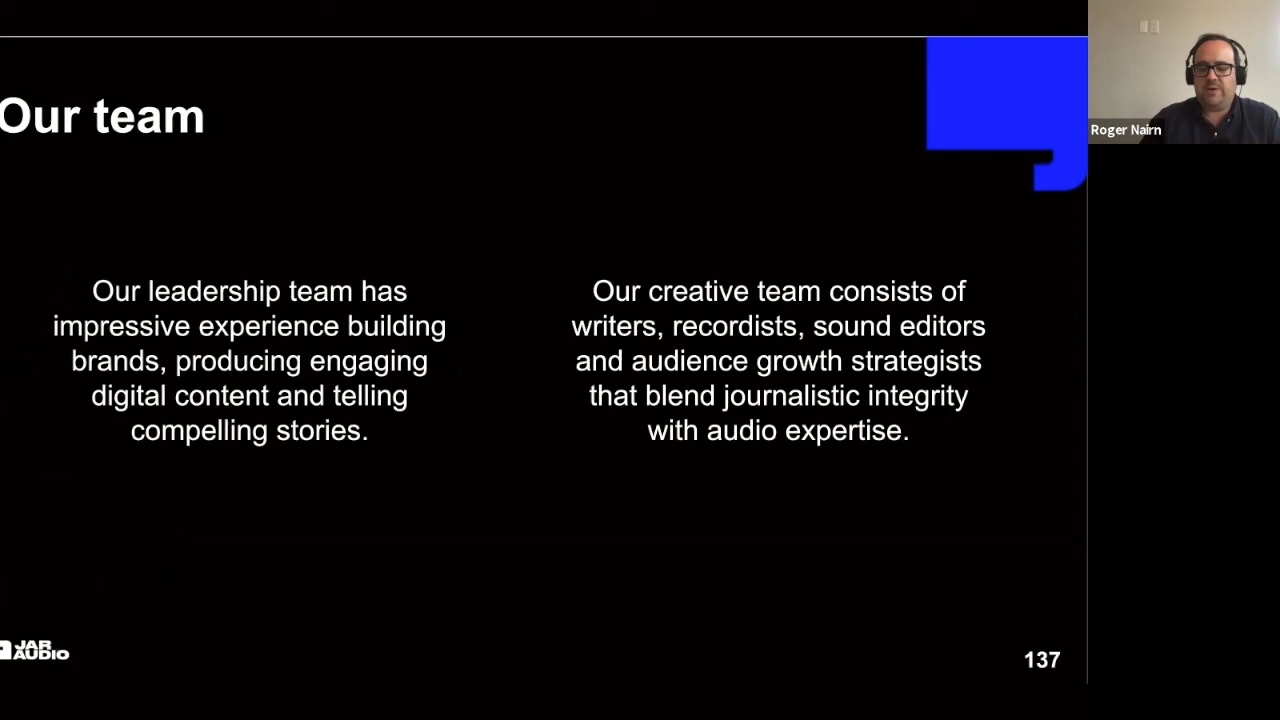 Our team
Roger Nairn
Our leadership team has
impressive experience building
brands, producing engaging
digital content and telling
compelling stories.
Our creative team consists of
writers, recordists, sound editors
and audience growth strategists
that blend journalistic integrity
with audio expertise.
JAR
AUDIO
137